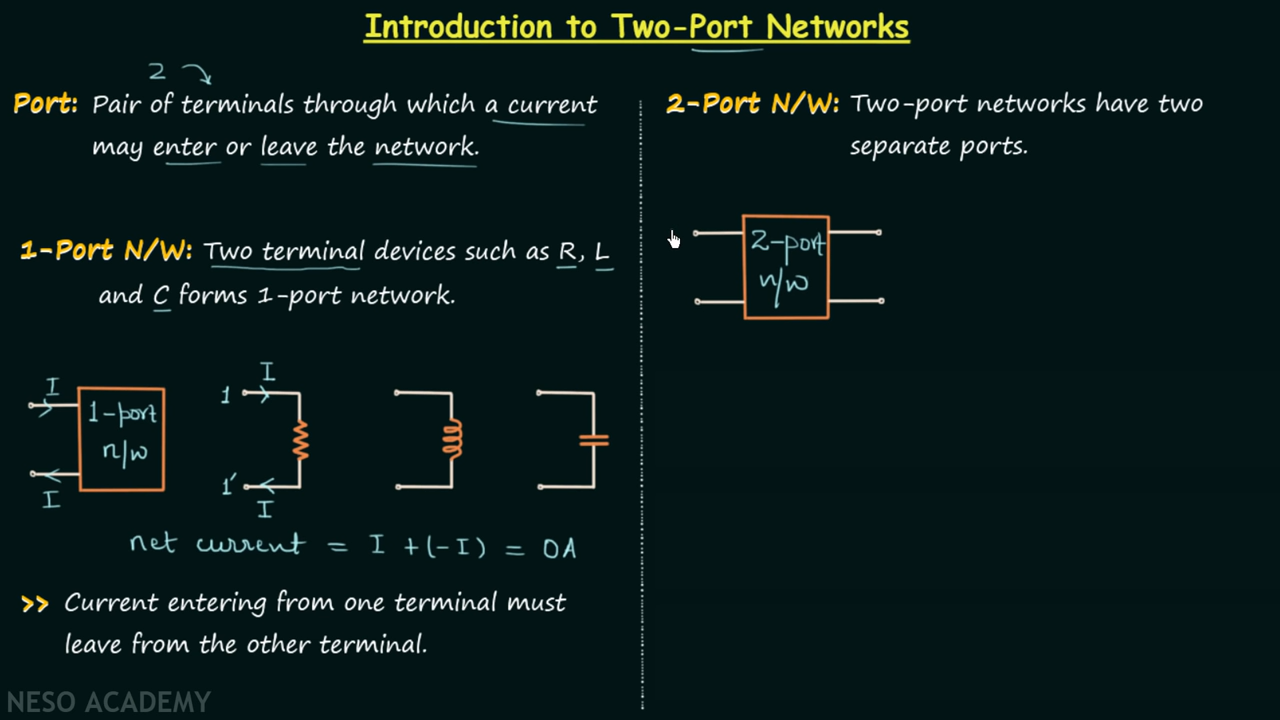 Introduction to Two-Port Networks
2
Port: Pair of terminals through which a current
may enter or leave the network.
1-Port N/W: Two terminal devices such as R, L
and C forms 1-port network.
I
1-port
n/w
I
1
I
1'
I
net current = I + (-I) = 0A
>> Current entering from one terminal must
leave from the other terminal.
2-Port N/W: Two-port networks have two
separate ports.
2-port
n/w
NESO ACADEMY